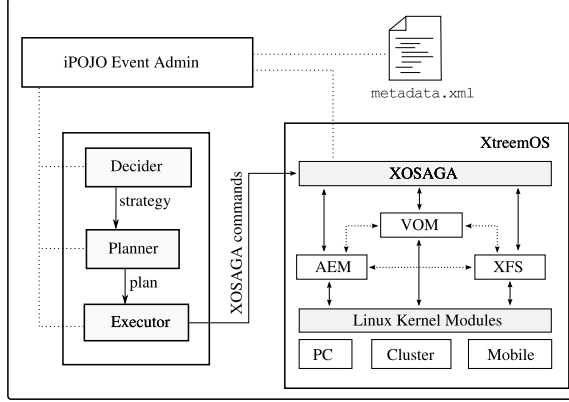 iPOJO Event Admin
metadata.xml
Decider
strategy
Planner
plan
Executor
XOSAGA commands
XtreemOS
XOSAGA
VOM
AEM
XFS
Linux Kernel Modules
PC
Cluster
Mobile